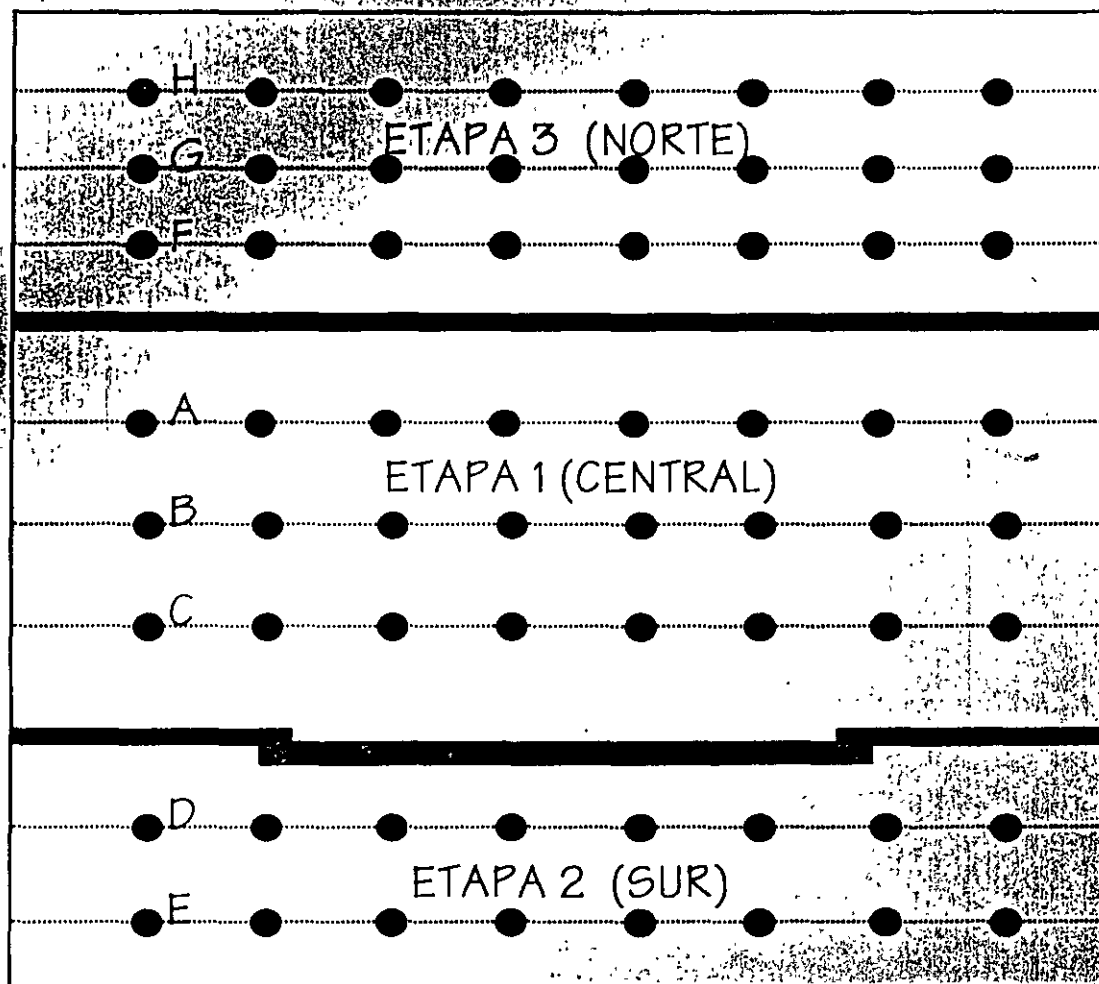 H
ETAPA 3 (NORTE)
G
F
A
ETAPA 1 (CENTRAL)
B
C
D
ETAPA 2 (SUR)
E